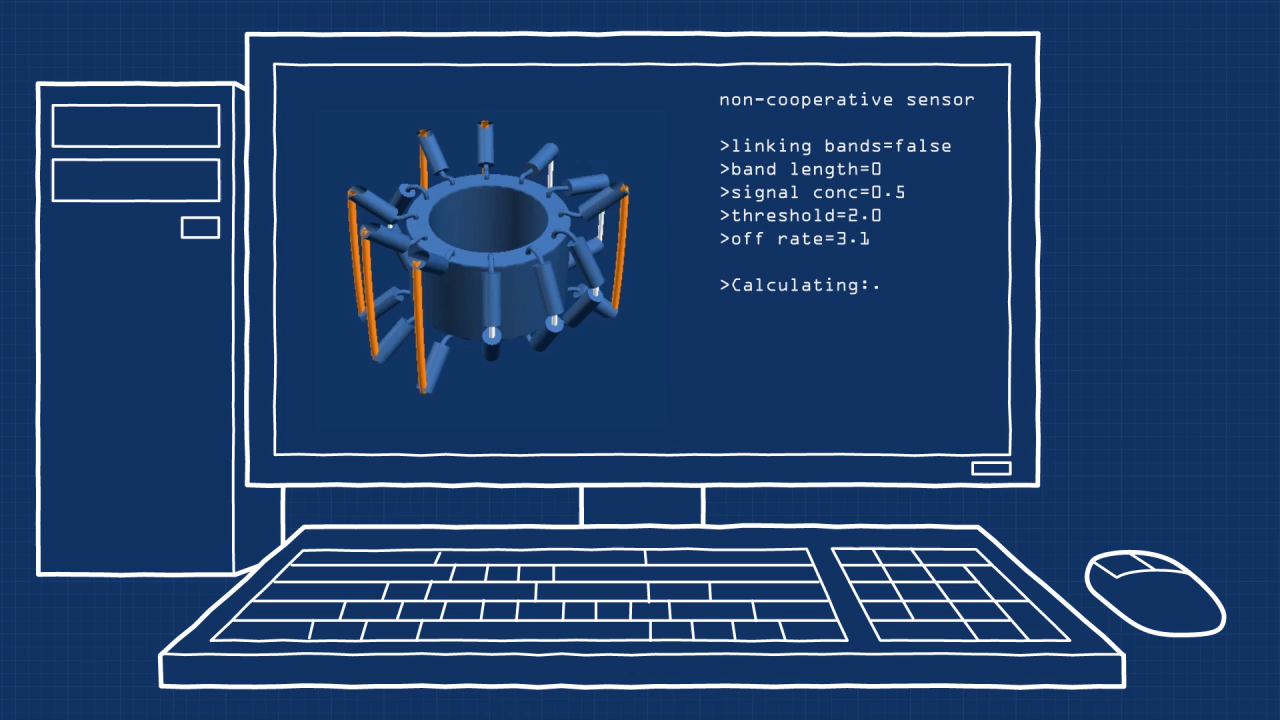 non-cooperative sensor
>linking bands=false
>band length=0
>signal conc=0.5
>threshold=2.0
>off rate=3.1
>Calculating:.